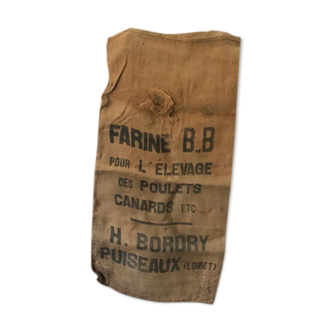 FARINE B.B
POUR L'ELEVAGE
DES POULETS
CANARDS ETC
H. BORDRY
PUISEAUX (LOIRET)